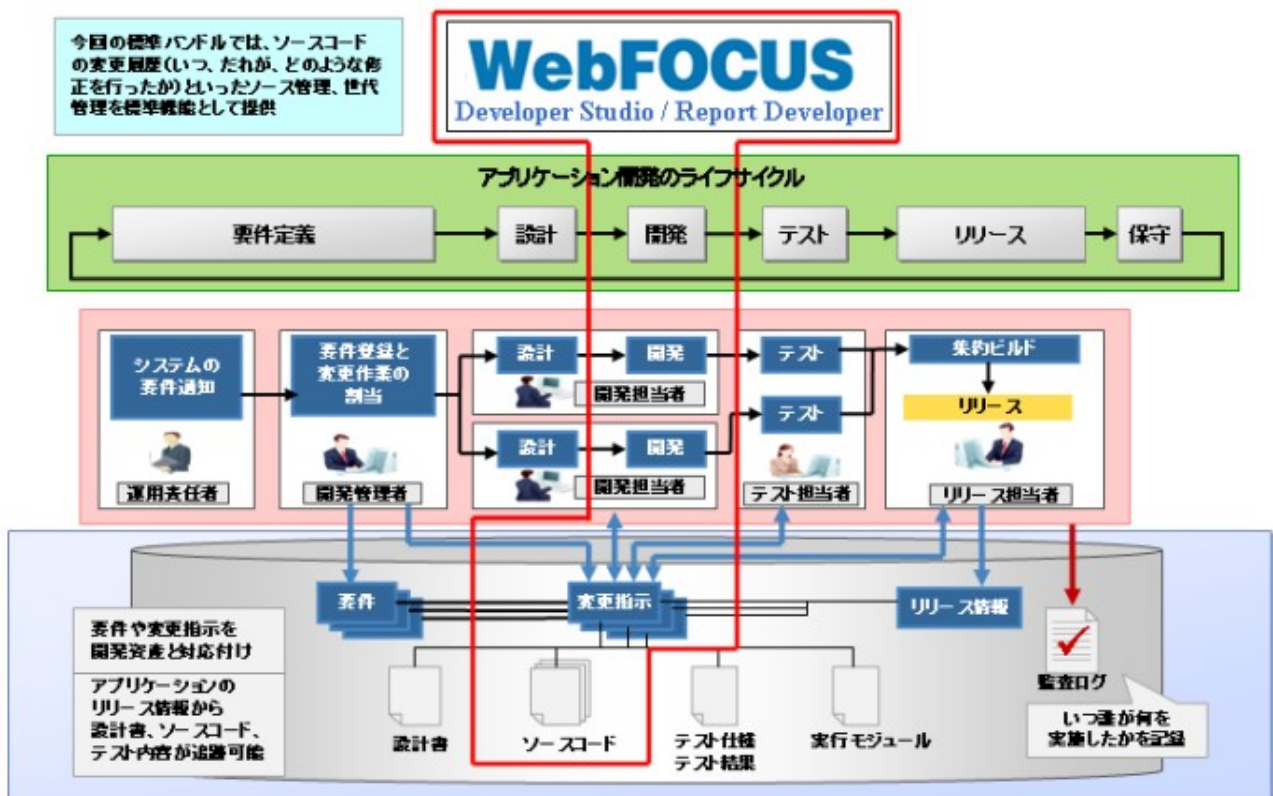 今回の標準バンドルでは、ソースコード
の変更履歴(いつ、だれが、どのような修
正を行ったか)といったソース管理、世代
管理を標準機能として提供
WebFOCUS
Developer Studio / Report Developer
アプリケーション開発のライフサイクル
要件定義
設計
開発
テスト
リリース
保守
システムの
要件通知
運用責任者
要件登録と
変更作業の
割当
開発管理者
設計
開発
開発担当者
設計
開発
開発担当者
テスト
テスト
テスト担当者
集約ビルド
リリース
リリース担当者
要件
変更指示
リリース情報
要件や変更指示を
開発資産と対応付け
アプリケーションの
リリース情報から
設計書、ソースコード、
テスト内容が追跡可能
設計書
ソースコード
テスト仕様
テスト結果
実行モジュール
監査ログ
いつ誰が何を
実施したかを記録